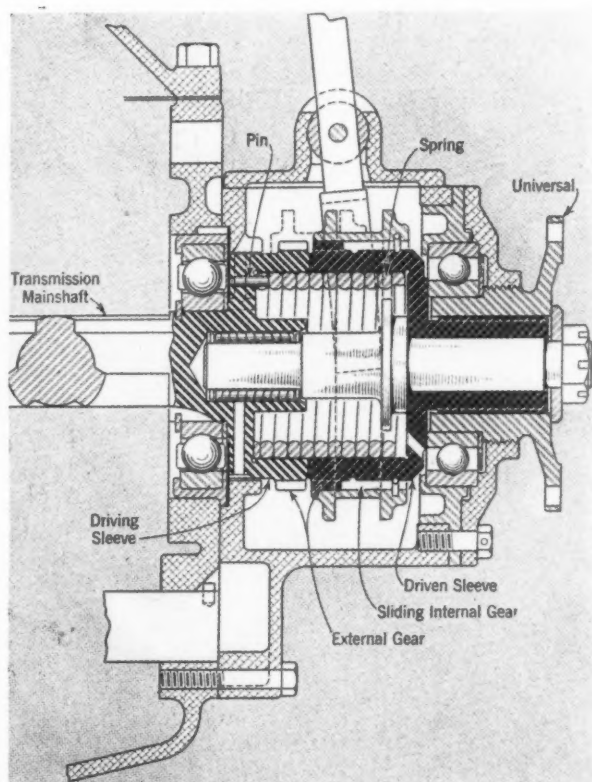 Pin
Spring
Universal
Transmission
Mainshaft
Driving
Sleeve
Driven Sleeve
Sliding Internal Gear
External Gear